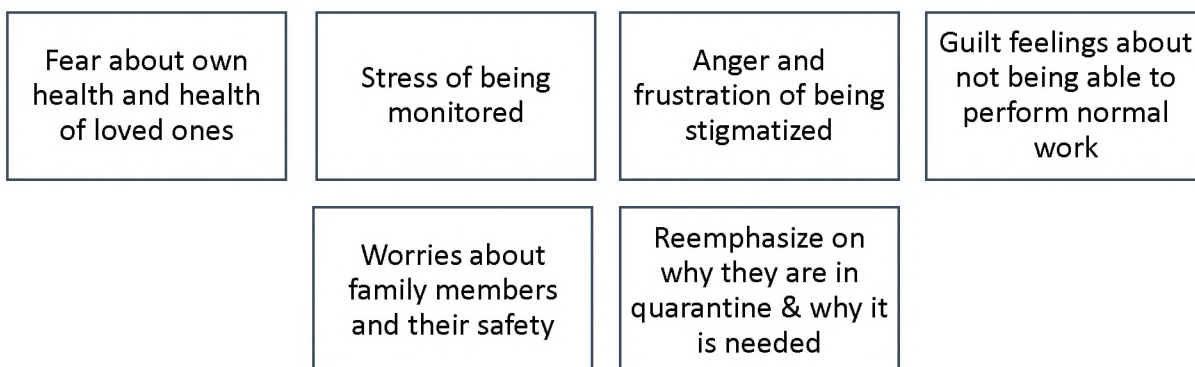 Fear about own
health and health
of loved ones
Stress of being
monitored
Anger and
frustration of being
stigmatized
Guilt feelings about
not being able to
perform normal
work
Worries about
family members
and their safety
Reemphasize on
why they are in
quarantine & why it
is needed